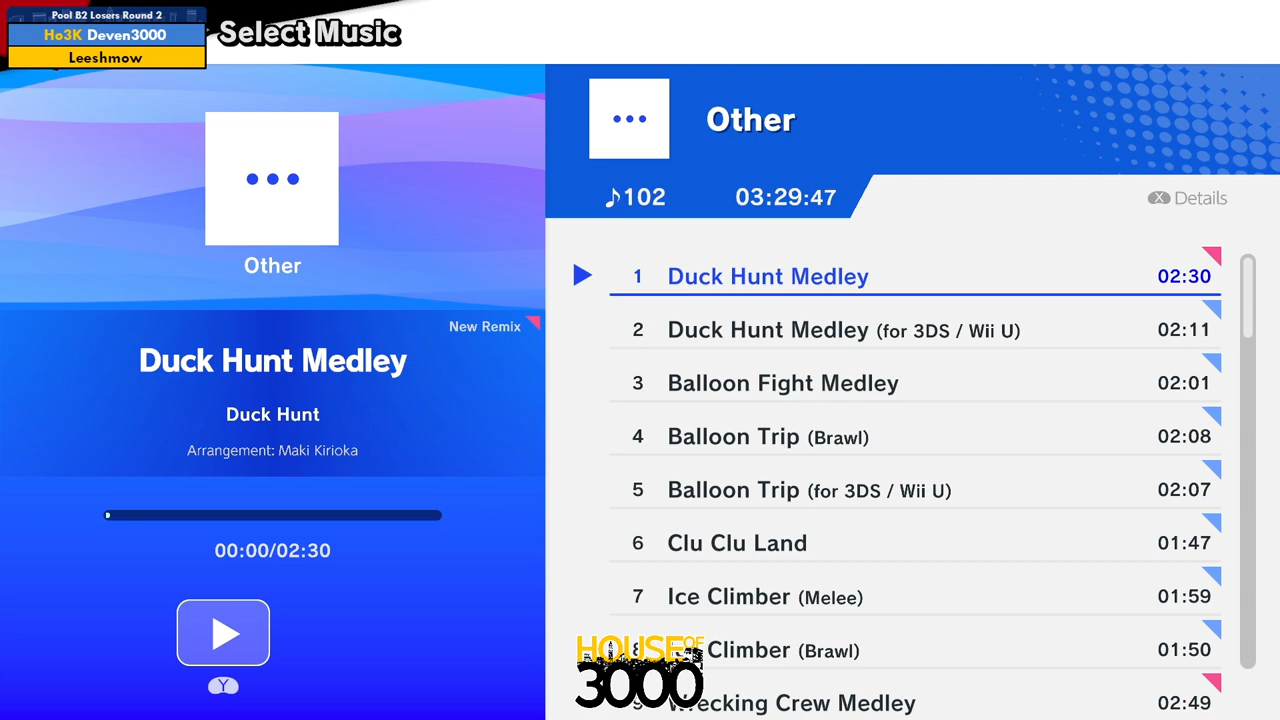 Pool B2 Losers Round 2
Ho3K Deven3000
Leeshmow
Select Music
Other
New Remix
Duck Hunt Medley
Duck Hunt
Arrangement: Maki Kirioka
00:00/02:30
Y
Other
♪102 03:29:47
X Details
1 Duck Hunt Medley 02:30
2 Duck Hunt Medley (for 3DS / Wii U) 02:11
3 Balloon Fight Medley 02:01
4 Balloon Trip (Brawl) 02:08
5 Balloon Trip (for 3DS / Wii U) 02:07
6 Clu Clu Land 01:47
7 Ice Climber (Melee) 01:59
8 Climber (Brawl) 01:50
9 Wrecking Crew Medley 02:49
HOUSE OF
3000